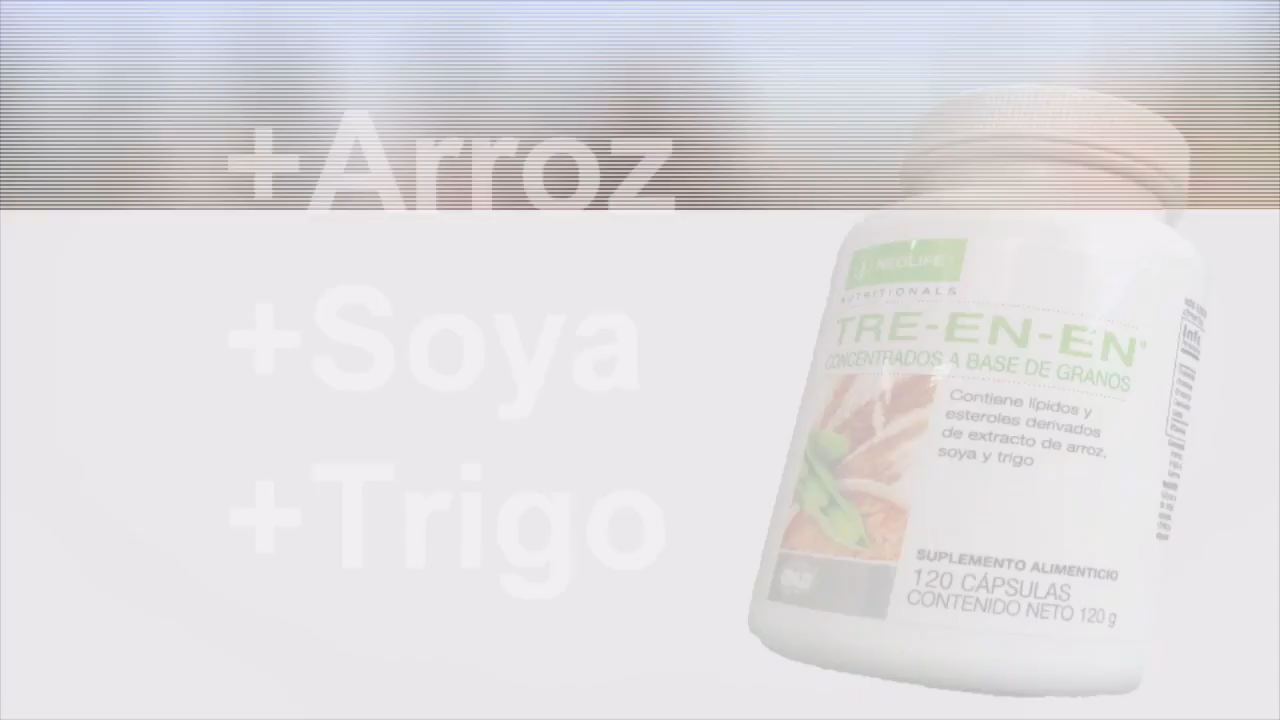 +Arroz
+Soya
+Trigo
NEOLIFE
NUTRITIONALS
TRE-EN-EN®
CONCENTRADOS A BASE DE GRANOS
Contiene lípidos y
esteroles derivados
de extracto de arroz,
soya y trigo
SUPLEMENTO ALIMENTICIO
120 CÁPSULAS
CONTENIDO NETO 120 g